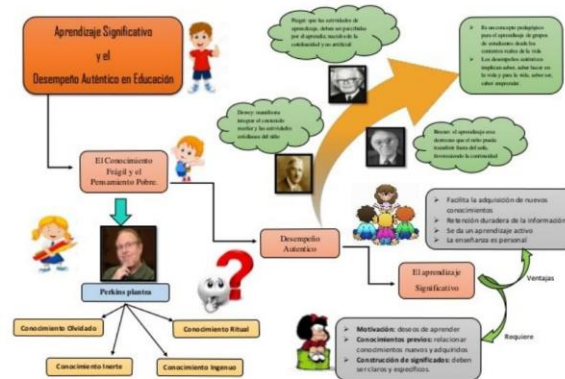 Aprendizaje Significativo
y el
Desempeño Auténtico en Educación
Piaget: que las actividades de
aprendizaje, deben ser percibidas
por el aprendiz, nacidas de la
cotidianidad y no artificial
Es un concepto pedagógico
para el aprendizaje de grupos
de estudiantes desde los
contextos reales de la vida
Los desempeños auténticos
implican saber, saber hacer en
la vida y para la vida, saber ser,
saber emprender.
Dewey: manifiesta
integrar el contenido
escolar y las actividades
cotidianas del niño
Bruner: el aprendizaje
que el niño pueda
transferir fuera del aula,
favoreciendo la continuidad
El Conocimiento
Frágil y el
Pensamiento Pobre.
Perkins plantea
Conocimiento Olvidado
Conocimiento Ritual
Conocimiento Inerte
Conocimiento Ingenuo
Desempeño
Autentico
El aprendizaje
Significativo
Facilita la adquisición de nuevos
conocimientos
Retención duradera de la información
Se da un aprendizaje activo
La enseñanza es personal
Ventajas
Requiere
Motivación: deseos de aprender
Conocimientos previos: relacionar
conocimientos nuevos y adquiridos
Construcción de significados: deben
ser claros y específicos.